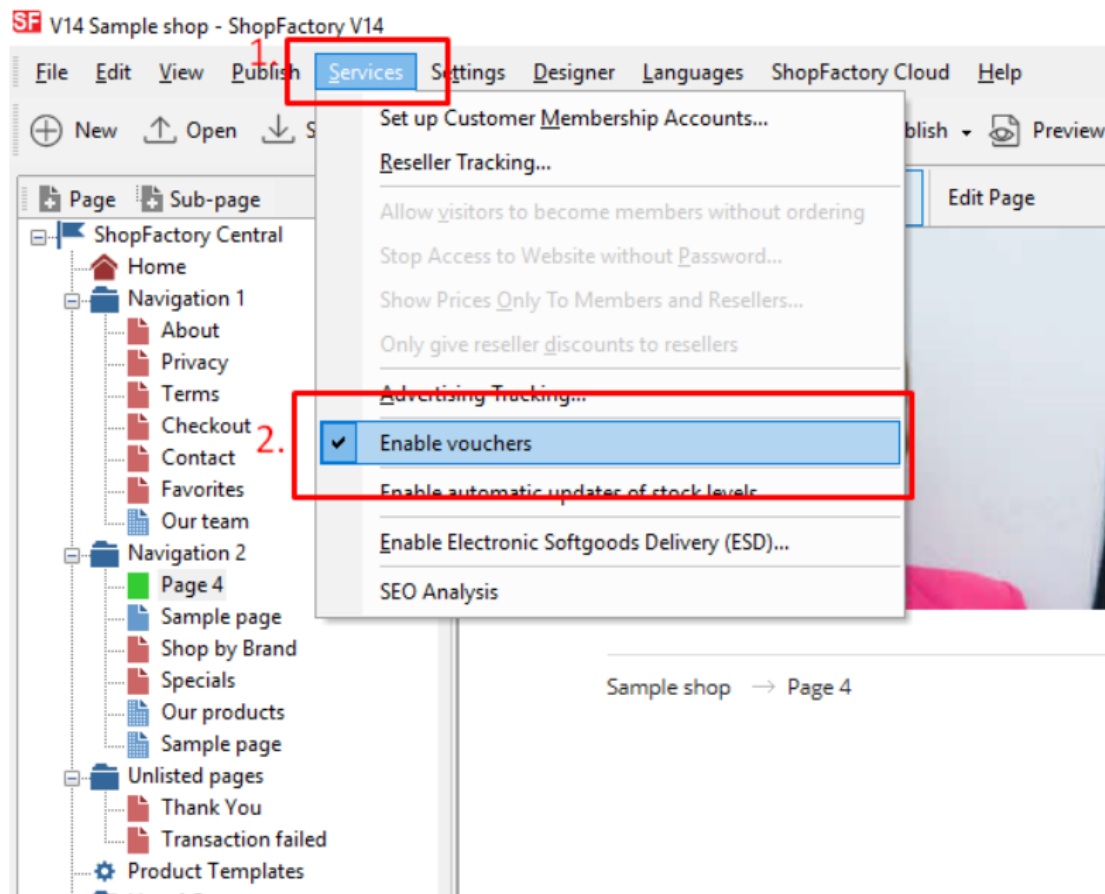 SF V14 Sample shop - ShopFactory V14
1.
File Edit View Publish Services Settings Designer Languages ShopFactory Cloud Help
New Open S blish Preview
Set up Customer Membership Accounts...
Reseller Tracking...
Page Sub-page Edit Page
Allow visitors to become members without ordering
ShopFactory Central
Stop Access to Website without Password...
Home
Show Prices Only To Members and Resellers...
Navigation 1
About
Only give reseller discounts to resellers
Privacy
Terms
Advertising Tracking...
Checkout
2.
Enable vouchers
Contact
Favorites
Enable automatic updates of stock levels
Our team
Enable Electronic Softgoods Delivery (ESD)...
Navigation 2
Page 4
SEO Analysis
Sample page
Shop by Brand
Specials
Sample shop → Page 4
Our products
Sample page
Unlisted pages
Thank You
Transaction failed
Product Templates